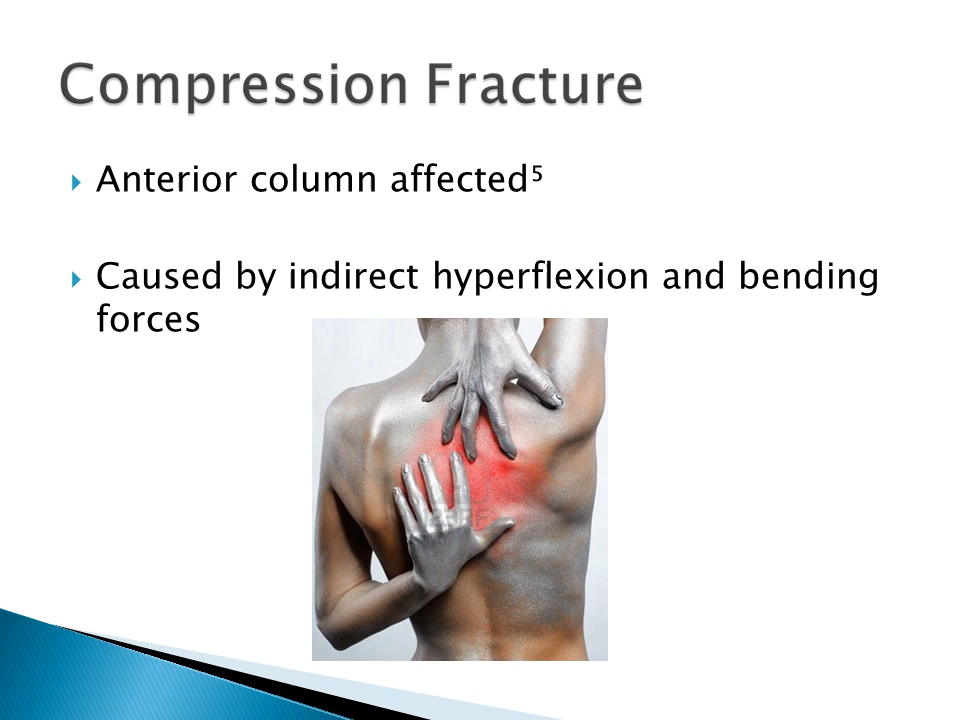 Compression Fracture
Anterior column affected⁵
Caused by indirect hyperflexion and bending
forces